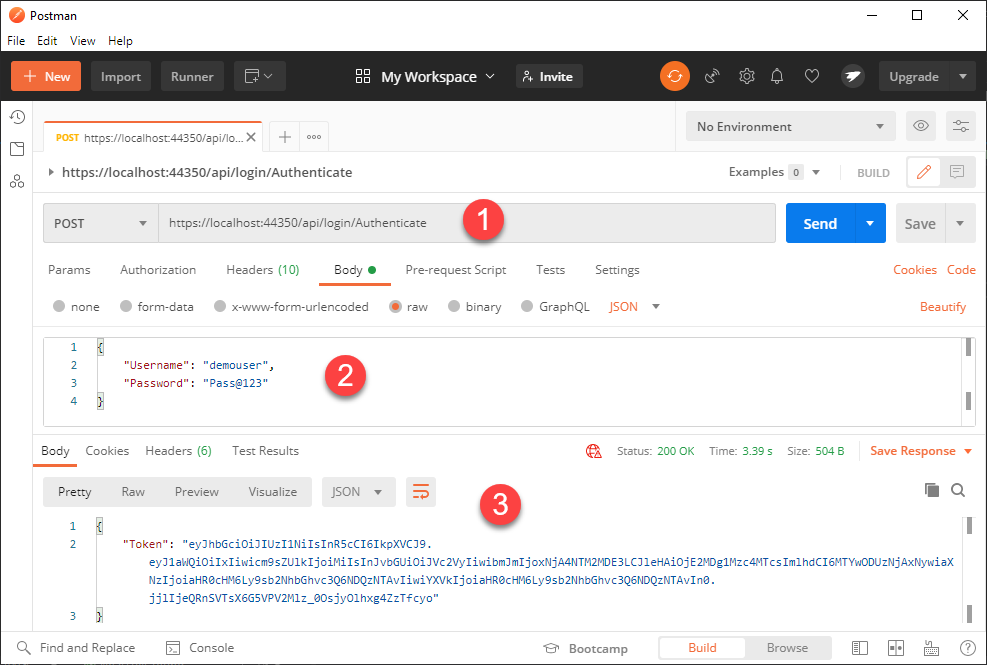 Postman
File Edit View Help
+ New Import Runner My Workspace Invite Upgrade
POST https://localhost:44350/api/lo... No Environment
https://localhost:44350/api/login/Authenticate Examples 0 BUILD
POST https://localhost:44350/api/login/Authenticate 1 Send Save
Params Authorization Headers (10) Body Pre-request Script Tests Settings Cookies Code
none form-data x-www-form-urlencoded raw binary GraphQL JSON Beautify
1 {
2 "Username": "demouser",
3 "Password": "Pass@123"
4 }
2
Body Cookies Headers (6) Test Results Status: 200 OK Time: 3.39 s Size: 504 B Save Response
Pretty Raw Preview Visualize JSON
3
1 {
2 "Token": "eyJhbGciOiJIUzI1NiIsInR5cCI6IkpXVCJ9.
eyJ1aWQiOiIxIiwicm9sZUlkIjoiMiIsInJvbGUiOiJVc2VyIiwibmJmIjoxNjA4NTM2MDE3LCJleHAiOjE2MDg1Mzc4MTcsImlhdCI6MTYwODUzNjAxNywiaX
NzIjoiaHR0cHM6Ly9sb2NhbGhvc3Q6NDQzNTAvIiwiYXVkIjoiaHR0cHM6Ly9sb2NhbGhvc3Q6NDQzNTAvIn0.
jjlIjeQRnSVTsX6G5VPV2Mlz_0OsjyOlhxg4ZzTfcyo"
3 }
Find and Replace Console Bootcamp Build Browse